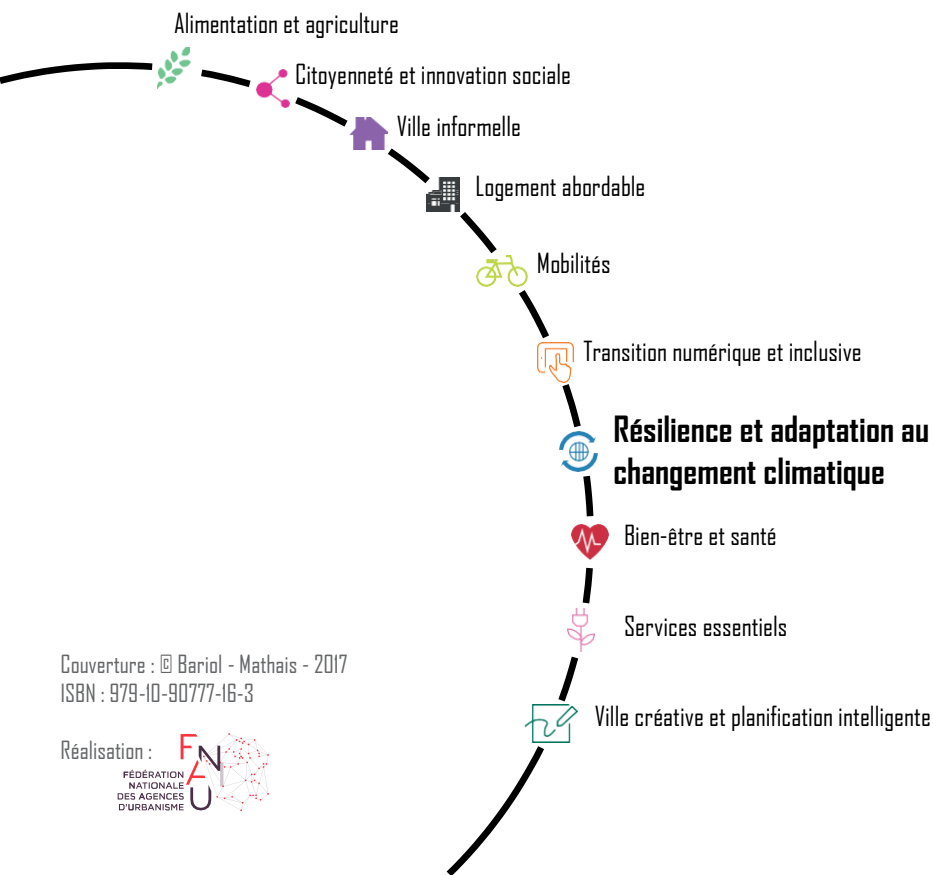 Alimentation et agriculture
Citoyenneté et innovation sociale
Ville informelle
Logement abordable
Mobilités
Transition numérique et inclusive
Résilience et adaptation au
changement climatique
Bien-être et santé
Services essentiels
Ville créative et planification intelligente
Couverture : © Bariol - Mathais - 2017
ISBN : 979-10-90777-16-3
Réalisation :
FNAU
FÉDÉRATION
NATIONALE
DES AGENCES
D'URBANISME